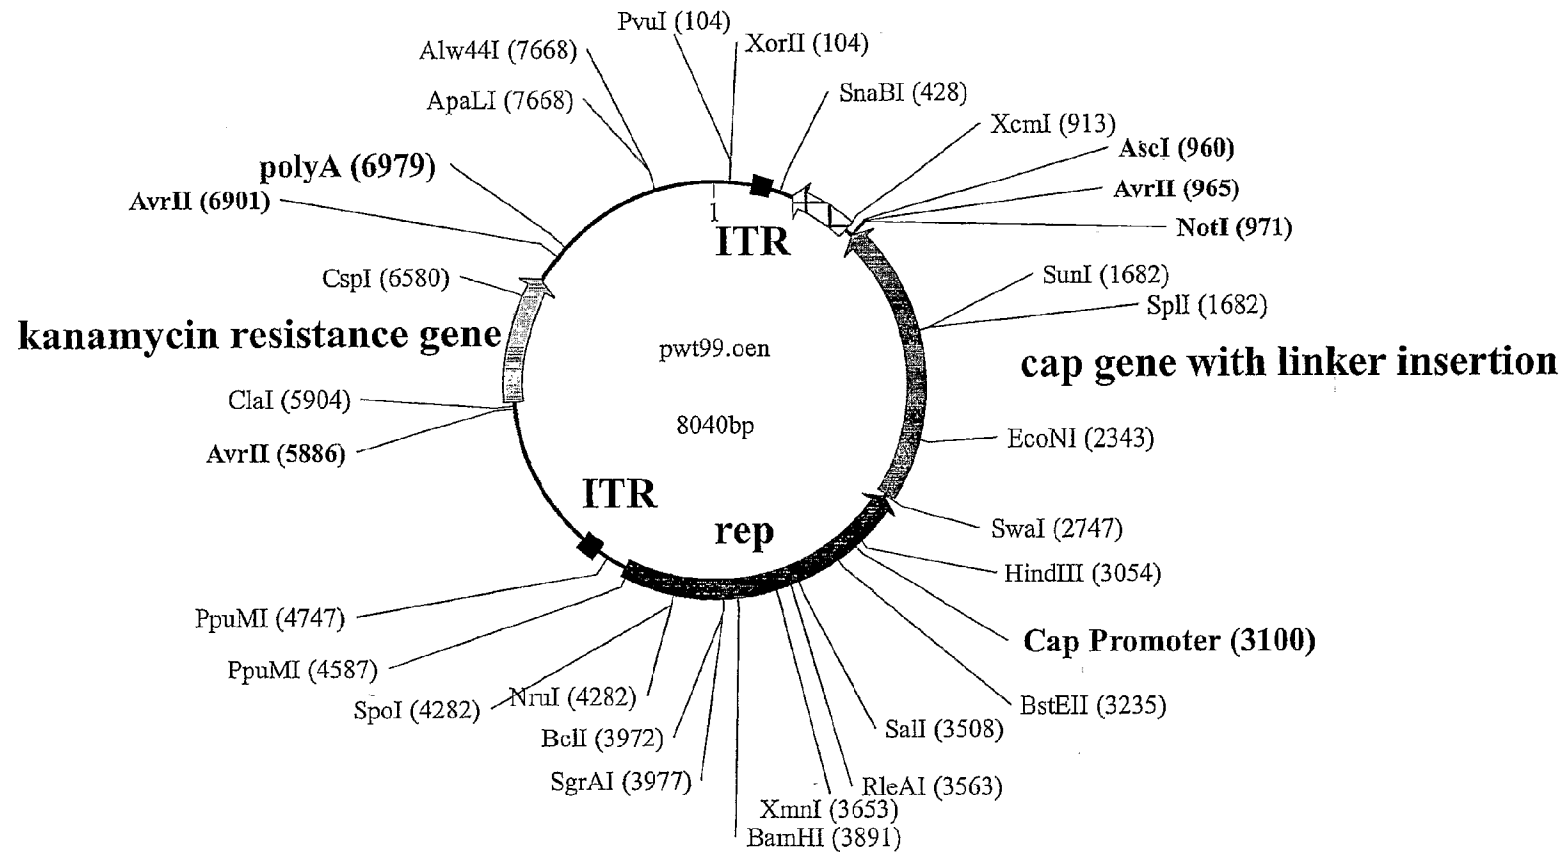 PvuI (104)
XorII (104)
Alw44I (7668)
ApaLI (7668)
SnaBI (428)
XcmI (913)
AscI (960)
polyA (6979)
AvrII (6901)
AvrII (965)
NotI (971)
1
ITR
CspI (6580)
SunI (1682)
SplI (1682)
kanamycin resistance gene
pwt99.oen
cap gene with linker insertion
ClaI (5904)
8040bp
EcoNI (2343)
AvrII (5886)
ITR
rep
SwaI (2747)
HindIII (3054)
PpuMI (4747)
Cap Promoter (3100)
PpuMI (4587)
NruI (4282)
SpoI (4282)
BstEII (3235)
BclI (3972)
SalI (3508)
SgrAI (3977)
RleAI (3563)
XmnI (3653)
BamHI (3891)